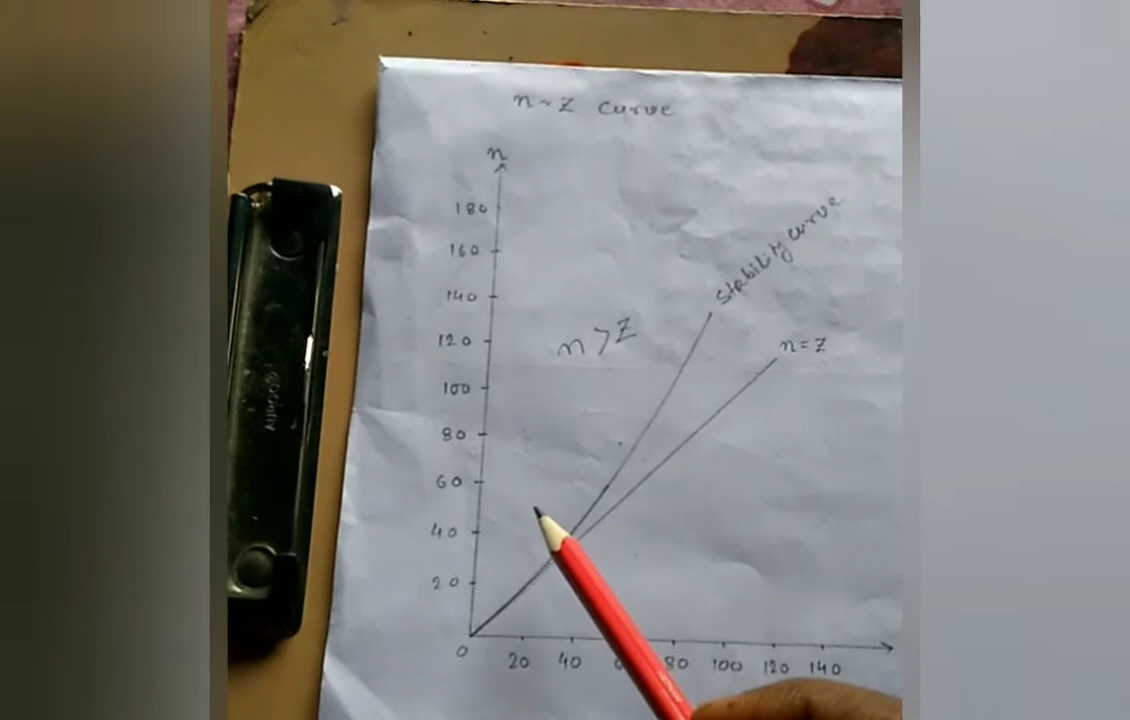 n ~ Z curve
n
180
160
140
120
100
80
60
40
20
0
n > Z
stability curve
n = Z
20 40 80 100 120 140